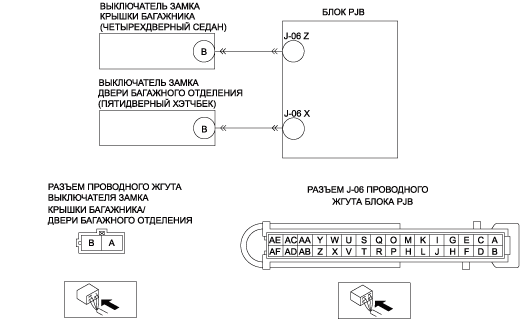 ВЫКЛЮЧАТЕЛЬ ЗАМКА
КРЫШКИ БАГАЖНИКА
(ЧЕТЫРЕХДВЕРНЫЙ СЕДАН)
БЛОК PJB
B
J-06 Z
ВЫКЛЮЧАТЕЛЬ ЗАМКА
ДВЕРИ БАГАЖНОГО ОТДЕЛЕНИЯ
(ПЯТИДВЕРНЫЙ ХЭТЧБЕК)
B
J-06 X
РАЗЪЕМ ПРОВОДНОГО ЖГУТА
ВЫКЛЮЧАТЕЛЯ ЗАМКА
КРЫШКИ БАГАЖНИКА/
ДВЕРИ БАГАЖНОГО ОТДЕЛЕНИЯ
B A
РАЗЪЕМ J-06 ПРОВОДНОГО
ЖГУТА БЛОКА PJB
AE AC AA Y W U S Q O M K I G E C A
AF AD AB Z X V T R P H L J H F D B